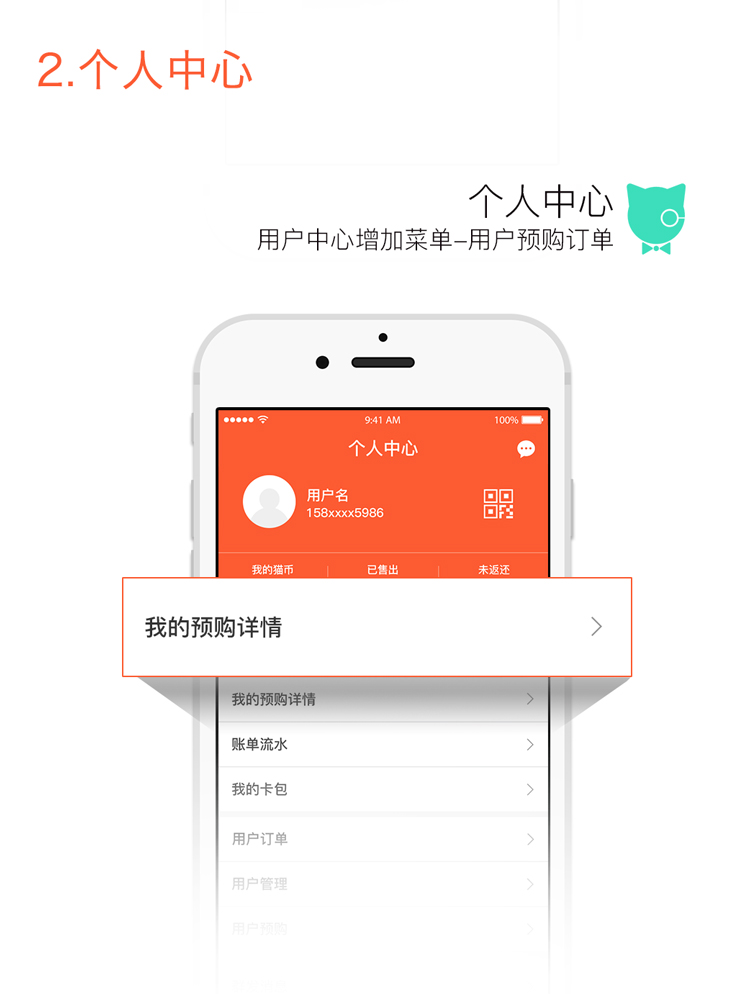 2.个人中心
个人中心
用户中心增加菜单–用户预购订单
9:41 AM
100%
个人中心
用户名
158xxxx5986
我的猫币
已售出
未返还
我的预购详情
我的预购详情
账单流水
我的卡包
用户订单
用户管理
用户预购